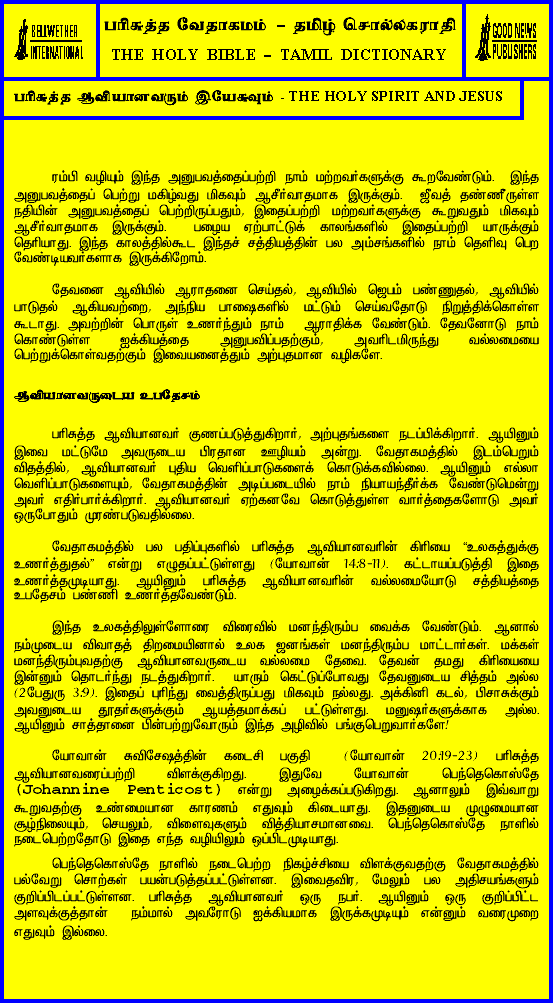 BELLWETHER
INTERNATIONAL
பரிசுத்த வேதாகமம் – தமிழ் சொல்லகராதி
THE HOLY BIBLE – TAMIL DICTIONARY
GOOD NEWS
PUBLISHERS
பரிசுத்த ஆவியானவரும் இயேசுவும் - THE HOLY SPIRIT AND JESUS
ரம்பி வழியும் இந்த அனுபவத்தைப்பற்றி நாம் மற்றவர்களுக்கு கூறவேண்டும். இந்த
அனுபவத்தைப் பெற்று மகிழ்வது மிகவும் ஆசீர்வாதமாக இருக்கும். ஜீவத் தண்ணீருள்ள
நதியின் அனுபவத்தைப் பெற்றிருப்பதும், இதைப்பற்றி மற்றவர்களுக்கு கூறுவதும் மிகவும்
ஆசீர்வாதமாக இருக்கும். பழைய ஏற்பாட்டுக் காலங்களில் இதைப்பற்றி யாருக்கும்
தெரியாது. இந்த காலத்தில்கூட இந்தச் சத்தியத்தின் பல அம்சங்களில் நாம் தெளிவு பெற
வேண்டியவர்களாக இருக்கிறோம்.
தேவனை ஆவியில் ஆராதனை செய்தல், ஆவியில் ஜெபம் பண்ணுதல், ஆவியில்
பாடுதல் ஆகியவற்றை, அந்நிய பாஷைகளில் மட்டும் செய்வதோடு நிறுத்திக்கொள்ள
கூடாது. அவற்றின் பொருள் உணர்ந்தும் நாம் ஆராதிக்க வேண்டும். தேவனோடு நாம்
கொண்டுள்ள ஐக்கியத்தை அனுபவிப்பதற்கும், அவரிடமிருந்து வல்லமையை
பெற்றுக்கொள்வதற்கும் இவையனைத்தும் அற்புதமான வழிகளே.
ஆவியானவருடைய உபதேசம்
பரிசுத்த ஆவியானவர் குணப்படுத்துகிறார், அற்புதங்களை நடப்பிக்கிறார். ஆயினும்
இவை மட்டுமே அவருடைய பிரதான ஊழியம் அன்று. வேதாகமத்தில் இடம்பெறும்
விதத்தில், ஆவியானவர் புதிய வெளிப்பாடுகளைக் கொடுக்கவில்லை. ஆயினும் எல்லா
வெளிப்பாடுகளையும், வேதாகமத்தின் அடிப்படையில் நாம் நியாயந்தீர்க்க வேண்டுமென்று
அவர் எதிர்பார்க்கிறார். ஆவியானவர் ஏற்கனவே கொடுத்துள்ள வார்த்தைகளோடு அவர்
ஒருபோதும் முரண்படுவதில்லை.
வேதாகமத்தில் பல பதிப்புகளில் பரிசுத்த ஆவியானவரின் கிரியை "உலகத்துக்கு
உணர்த்துதல்" என்று எழுதப்பட்டுள்ளது (யோவான் 14:8-11). கட்டாயப்படுத்தி இதை
உணர்த்தமுடியாது. ஆயினும் பரிசுத்த ஆவியானவரின் வல்லமையோடு சத்தியத்தை
உபதேசம் பண்ணி உணர்த்தவேண்டும்.
இந்த உலகத்திலுள்ளோரை விரைவில் மனந்திரும்ப வைக்க வேண்டும். ஆனால்
நம்முடைய விவாதத் திறமையினால் உலக ஜனங்கள் மனந்திரும்ப மாட்டார்கள். மக்கள்
மனந்திரும்புவதற்கு ஆவியானவருடைய வல்லமை தேவை. தேவன் தமது கிரியையை
இன்னும் தொடர்ந்து நடத்துகிறார். யாரும் கெட்டுப்போவது தேவனுடைய சித்தம் அல்ல
(2பேதுரு 3:9). இதைப் புரிந்து வைத்திருப்பது மிகவும் நல்லது. அக்கினி கடல், பிசாசுக்கும்
அவனுடைய தூதர்களுக்கும் ஆயத்தமாக்கப் பட்டுள்ளது. மனுஷர்களுக்காக அல்ல.
ஆயினும் சாத்தானை பின்பற்றுவோரும் இந்த அழிவில் பங்குபெறுவார்களே!
யோவான் சுவிசேஷத்தின் கடைசி பகுதி (யோவான் 20:19-23) பரிசுத்த
ஆவியானவரைப்பற்றி விளக்குகிறது. இதுவே யோவான் பெந்தெகொஸ்தே
(Johannine Penticost) என்று அழைக்கப்படுகிறது. ஆனாலும் இவ்வாறு
கூறுவதற்கு உண்மையான காரணம் எதுவும் கிடையாது. இதனுடைய முழுமையான
சூழ்நிலையும், செயலும், விளைவுகளும் வித்தியாசமானவை. பெந்தெகொஸ்தே நாளில்
நடைபெற்றதோடு இதை எந்த வழியிலும் ஒப்பிடமுடியாது.
பெந்தெகொஸ்தே நாளில் நடைபெற்ற நிகழ்ச்சியை விளக்குவதற்கு வேதாகமத்தில்
பல்வேறு சொற்கள் பயன்படுத்தப்பட்டுள்ளன. இவைதவிர, மேலும் பல அதிசயங்களும்
குறிப்பிடப்பட்டுள்ளன. பரிசுத்த ஆவியானவர் ஒரு நபர். ஆயினும் ஒரு குறிப்பிட்ட
அளவுக்குத்தான் நம்மால் அவரோடு ஐக்கியமாக இருக்கமுடியும் என்னும் வரைமுறை
எதுவும் இல்லை.